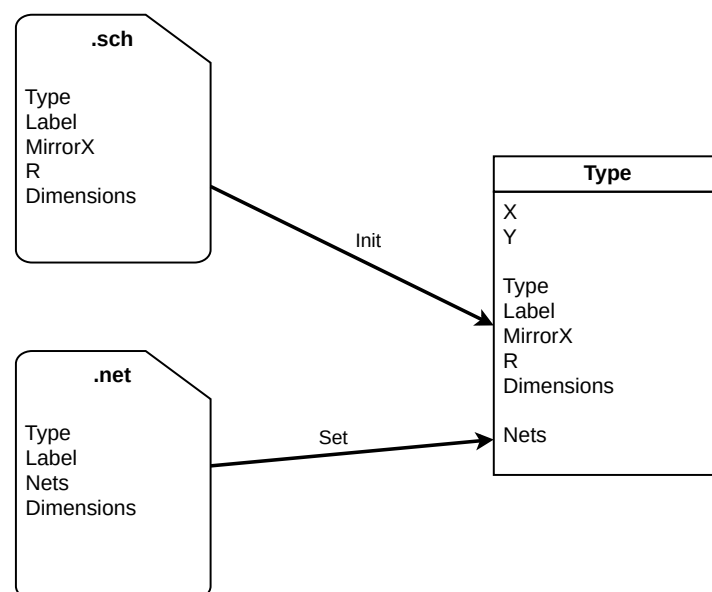 .sch
Type
Label
MirrorX
R
Dimensions
Init
Type
X
Y
Type
Label
MirrorX
R
Dimensions
Nets
.net
Type
Label
Nets
Dimensions
Set